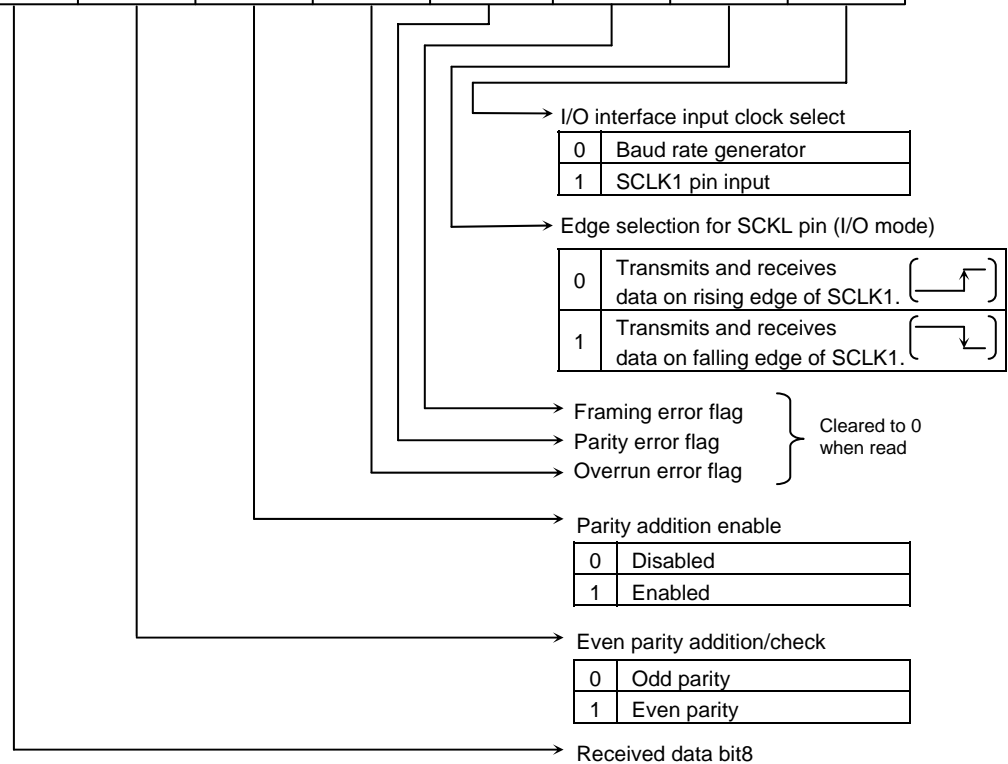 I/O interface input clock select
0 Baud rate generator
1 SCLK1 pin input
Edge selection for SCKL pin (I/O mode)
0 Transmits and receives
data on rising edge of SCLK1.
1 Transmits and receives
data on falling edge of SCLK1.
Framing error flag
Parity error flag
Overrun error flag
Cleared to 0
when read
Parity addition enable
0 Disabled
1 Enabled
Even parity addition/check
0 Odd parity
1 Even parity
Received data bit8